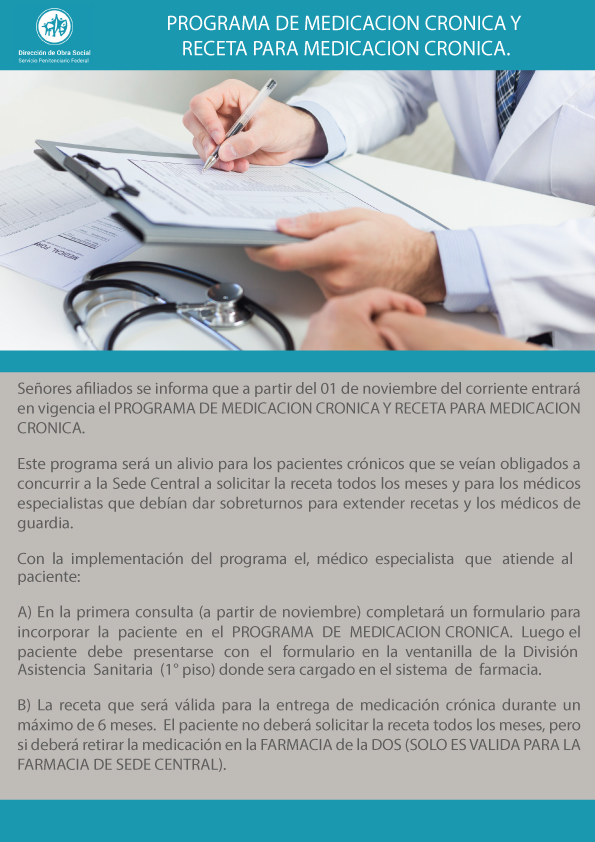 PROGRAMA DE MEDICACION CRONICA Y
RECETA PARA MEDICACION CRONICA.
Dirección de Obra Social
Servicio Penitenciario Federal
MEDICAL FORM
Señores afiliados se informa que a partir del 01 de noviembre del corriente entrará
en vigencia el PROGRAMA DE MEDICACION CRONICA Y RECETA PARA MEDICACION
CRONICA.
Este programa será un alivio para los pacientes crónicos que se veían obligados a
concurrir a la Sede Central a solicitar la receta todos los meses y para los médicos
especialistas que debían dar sobreturnos para extender recetas y los médicos de
guardia.
Con la implementación del programa el, médico especialista que atiende al
paciente:
A) En la primera consulta (a partir de noviembre) completará un formulario para
incorporar la paciente en el PROGRAMA DE MEDICACION CRONICA. Luego el
paciente debe presentarse con el formulario en la ventanilla de la División
Asistencia Sanitaria (1° piso) donde sera cargado en el sistema de farmacia.
B) La receta que será válida para la entrega de medicación crónica durante un
máximo de 6 meses. El paciente no deberá solicitar la receta todos los meses, pero
si deberá retirar la medicación en la FARMACIA de la DOS (SOLO ES VALIDA PARA LA
FARMACIA DE SEDE CENTRAL).